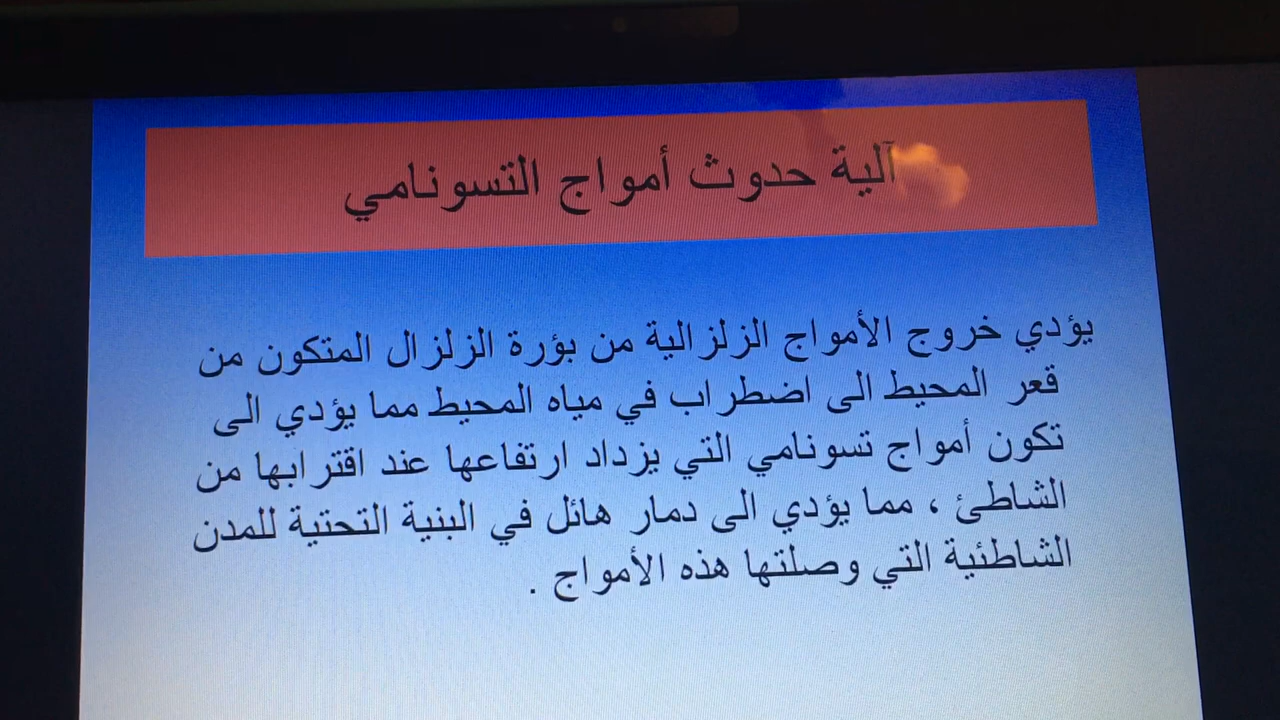 آلية حدوث أمواج التسونامي
يؤدي خروج الأمواج الزلزالية من بؤرة الزلزال المتكون من
قعر المحيط الى اضطراب في مياه المحيط مما يؤدي الى
تكون أمواج تسونامي التي يزداد ارتفاعها عند اقترابها من
الشاطئ ، مما يؤدي الى دمار هائل في البنية التحتية للمدن
الشاطئية التي وصلتها هذه الأمواج .